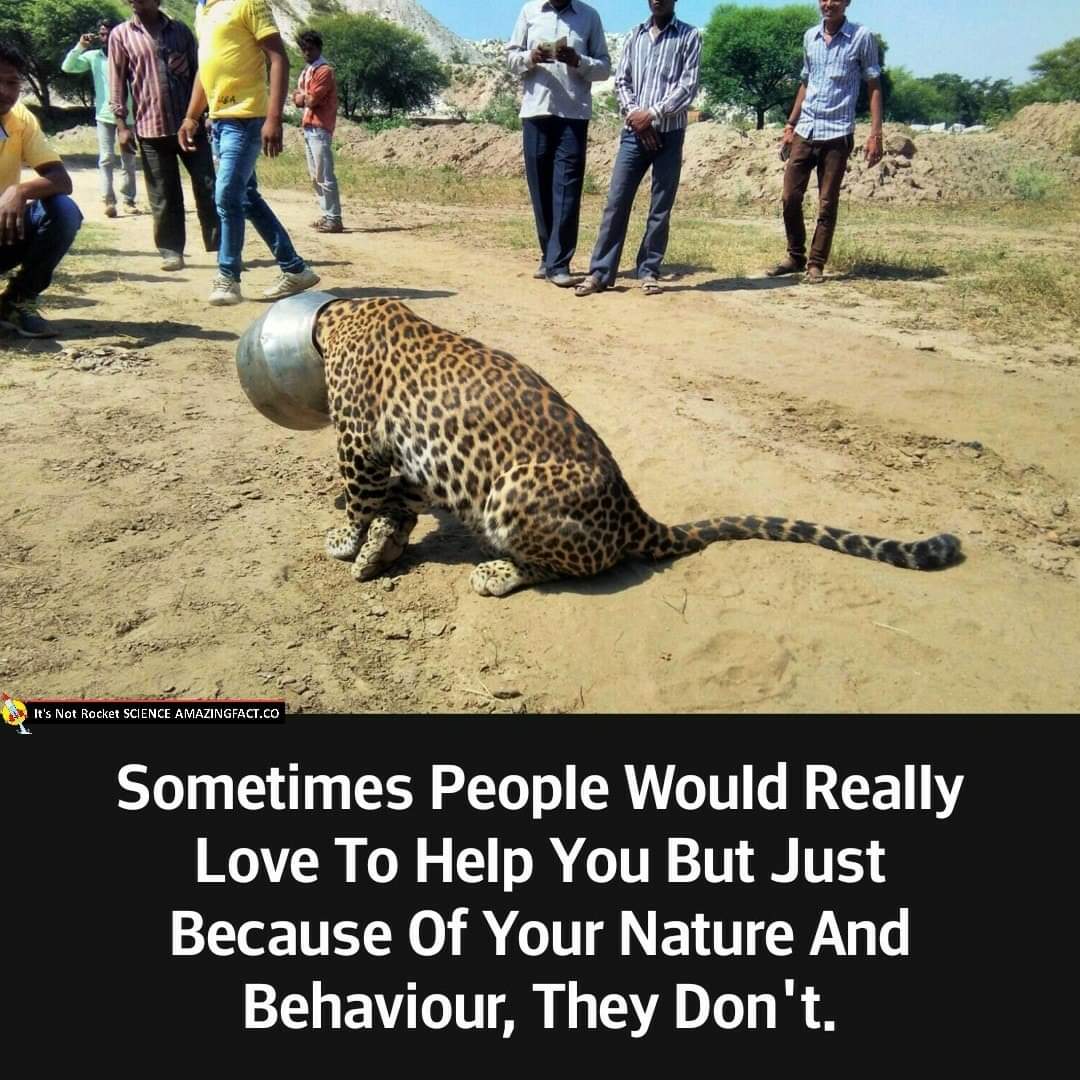 It's Not Rocket SCIENCE AMAZINGFACT.CO
Sometimes People Would Really
Love To Help You But Just
Because Of Your Nature And
Behaviour, They Don't.